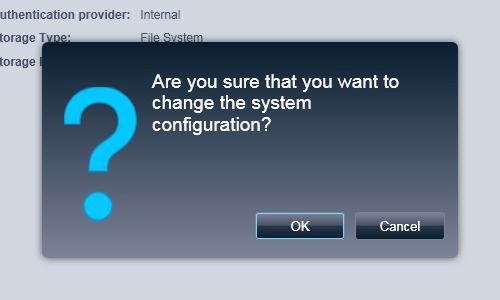 uthentication provider: Internal
torage Type: File System
torage
Are you sure that you want to
change the system
configuration?
OK Cancel